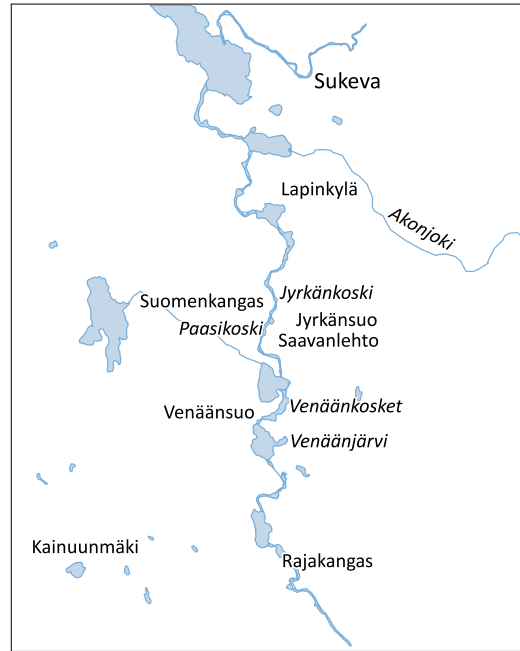 Sukeva
Lapinkylä
Akonjoki
Jyrkänkoski
Suomenkangas
Paasikoski
Jyrkänsuo
Saavanlehto
Venäänsuo
Venäänkosket
Venäänjärvi
Kainuunmäki
Rajakangas